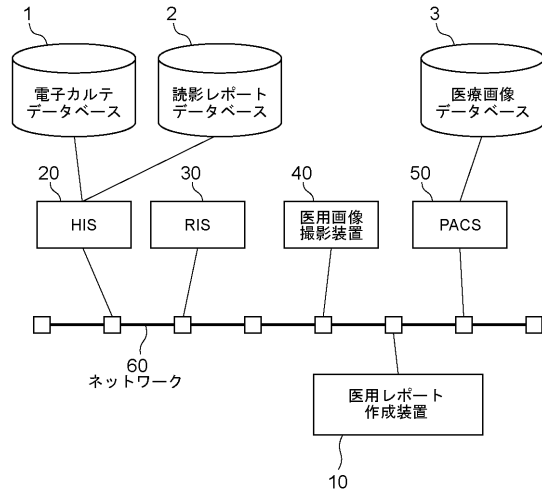 1
2
3
電子カルテ
データベース
読影レポート
データベース
医療画像
データベース
20
30
40
50
HIS
RIS
医用画像
撮影装置
PACS
60
ネットワーク
医用レポート
作成装置
10